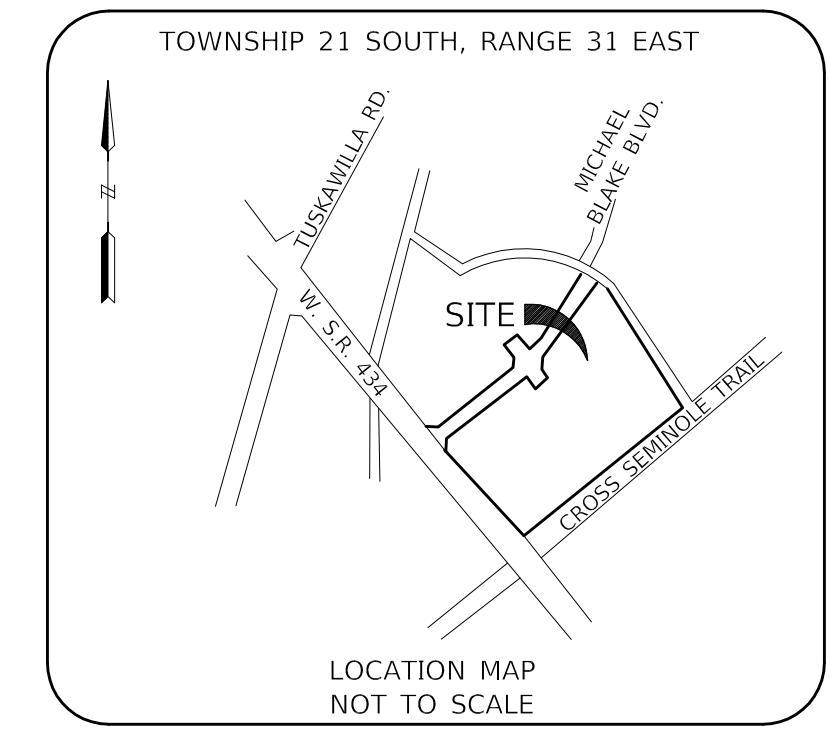 TOWNSHIP 21 SOUTH, RANGE 31 EAST
N
TUSKAWILLA RD.
MICHAEL
BLAKE BLVD.
W. S.R. 434
SITE
CROSS SEMINOLE TRAIL
LOCATION MAP
NOT TO SCALE